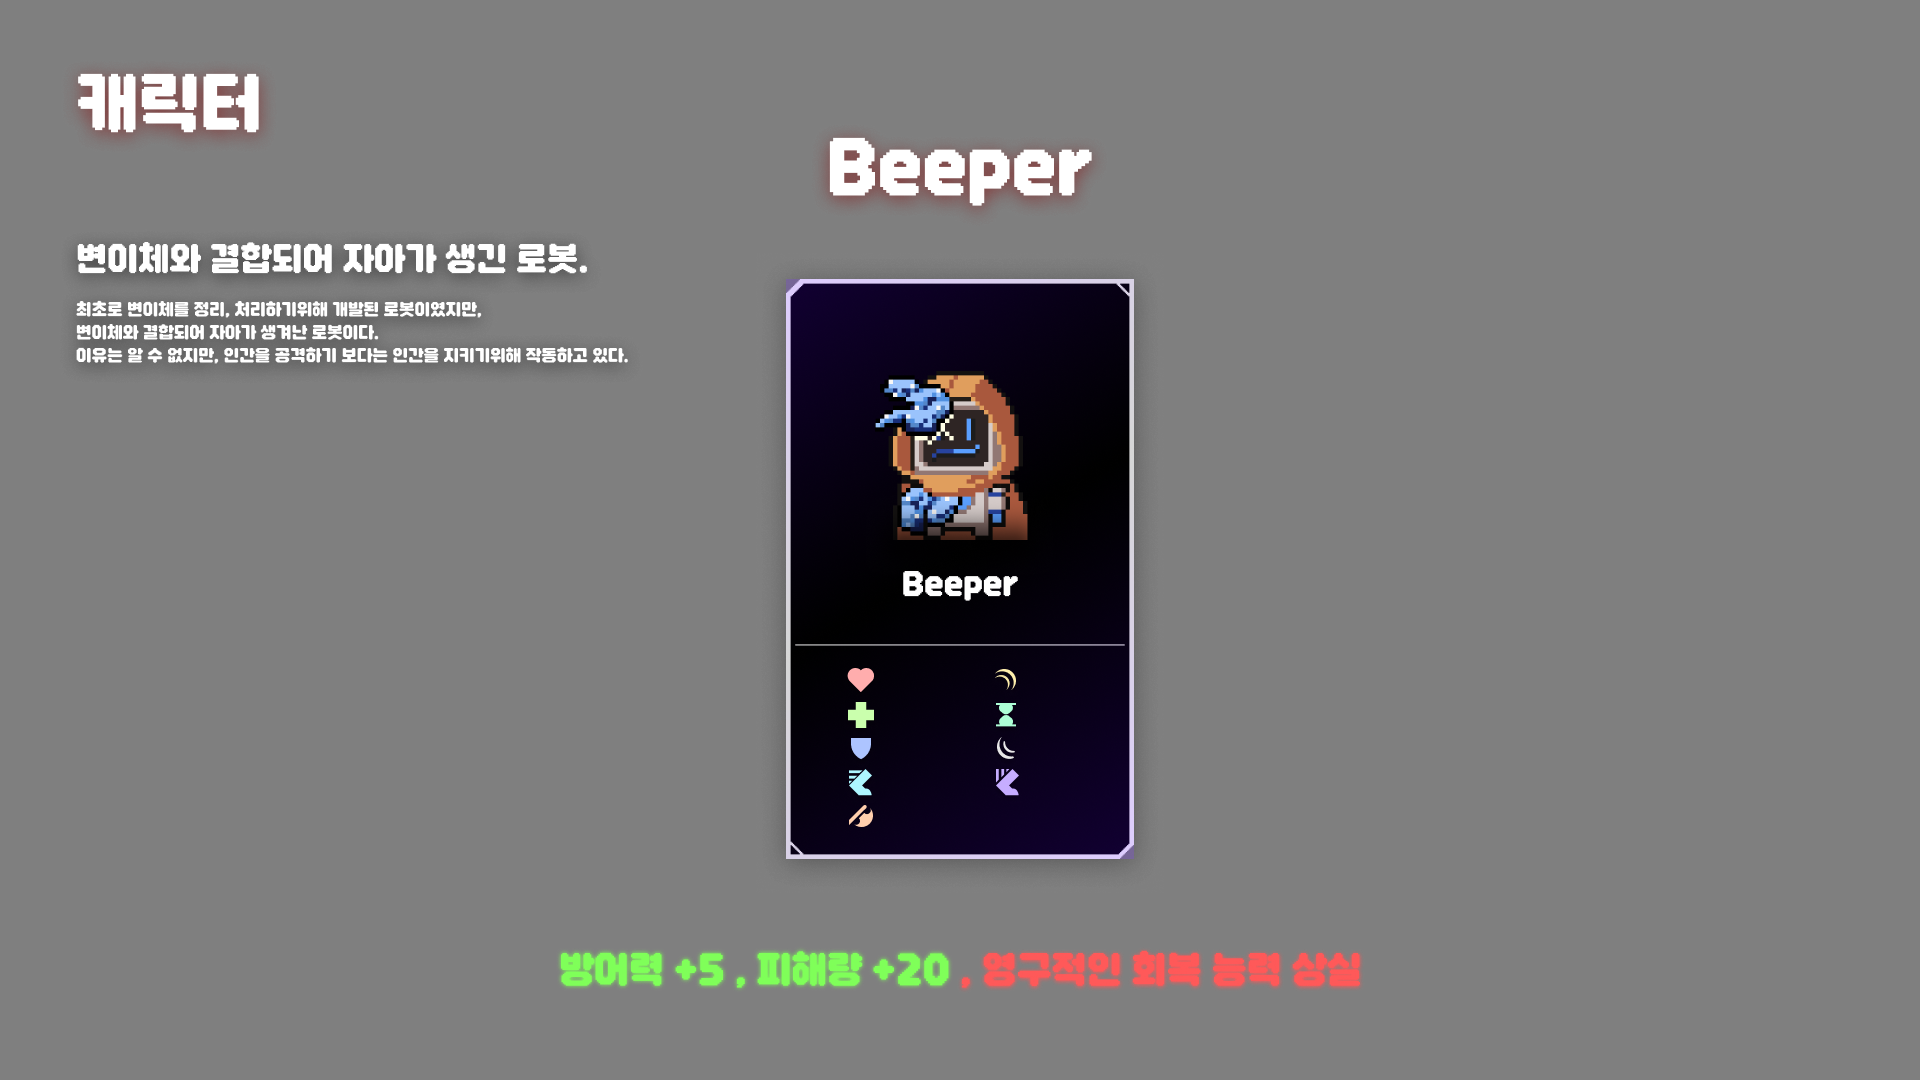 캐릭터
Beeper
변이체와 결합되어 자아가 생긴 로봇.
최초로 변이체를 정리, 처리하기위해 개발된 로봇이였지만,
변이체와 결합되어 자아가 생겨난 로봇이다.
이유는 알 수 없지만, 인간을 공격하기 보다는 인간을 지키기위해 작동하고 있다.
Beeper
방어력 +5 , 피해량 +20 , 영구적인 회복 능력 상실